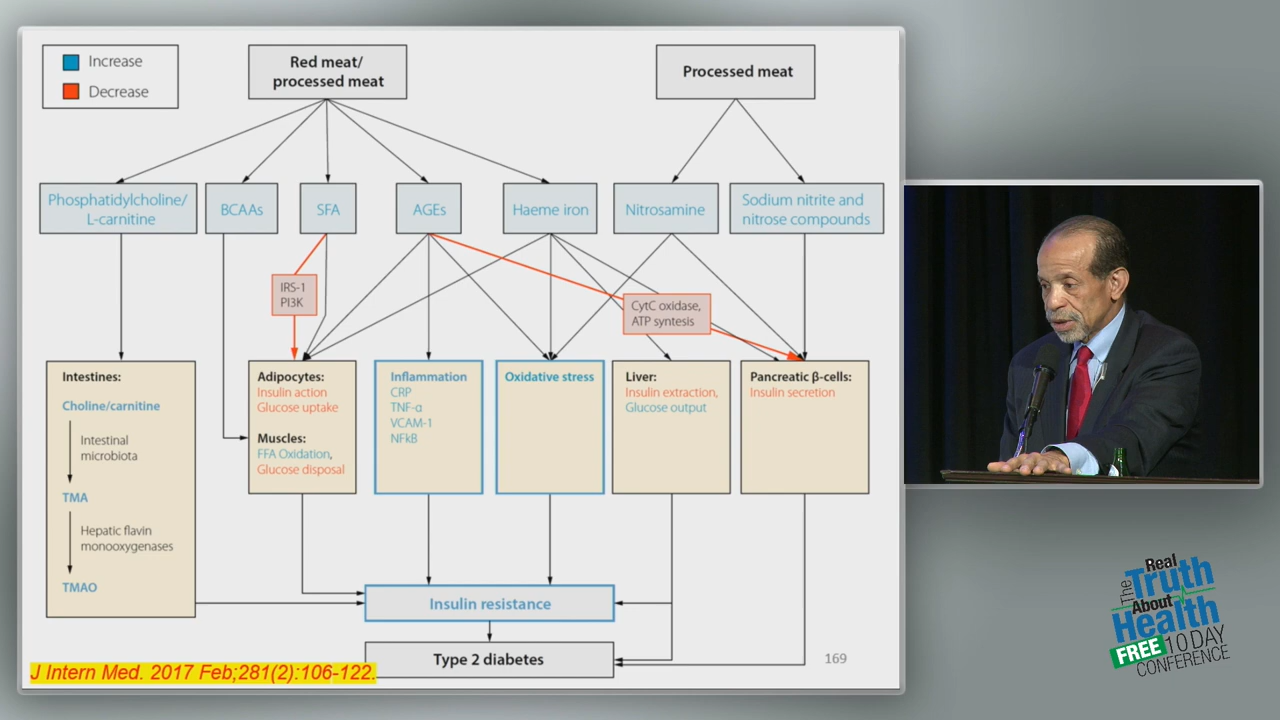 Increase
Decrease
Red meat/
processed meat
Processed meat
Phosphatidylcholine/
L-carnitine
BCAAs
SFA
AGEs
Haeme iron
Nitrosamine
Sodium nitrite and
nitrose compounds
IRS-1
PI3K
CytC oxidase,
ATP syntesis
Intestines:
Choline/carnitine
Intestinal
microbiota
TMA
Hepatic flavin
monooxygenases
TMAO
Adipocytes:
Insulin action
Glucose uptake
Muscles:
FFA Oxidation,
Glucose disposal
Inflammation
CRP
TNF-α
VCAM-1
NFkB
Oxidative stress
Liver:
Insulin extraction,
Glucose output
Pancreatic β-cells:
Insulin secretion
Insulin resistance
Type 2 diabetes
169
J Intern Med. 2017 Feb;281(2):106-122.
The Real
Truth
About
Health
FREE 10 DAY
CONFERENCE